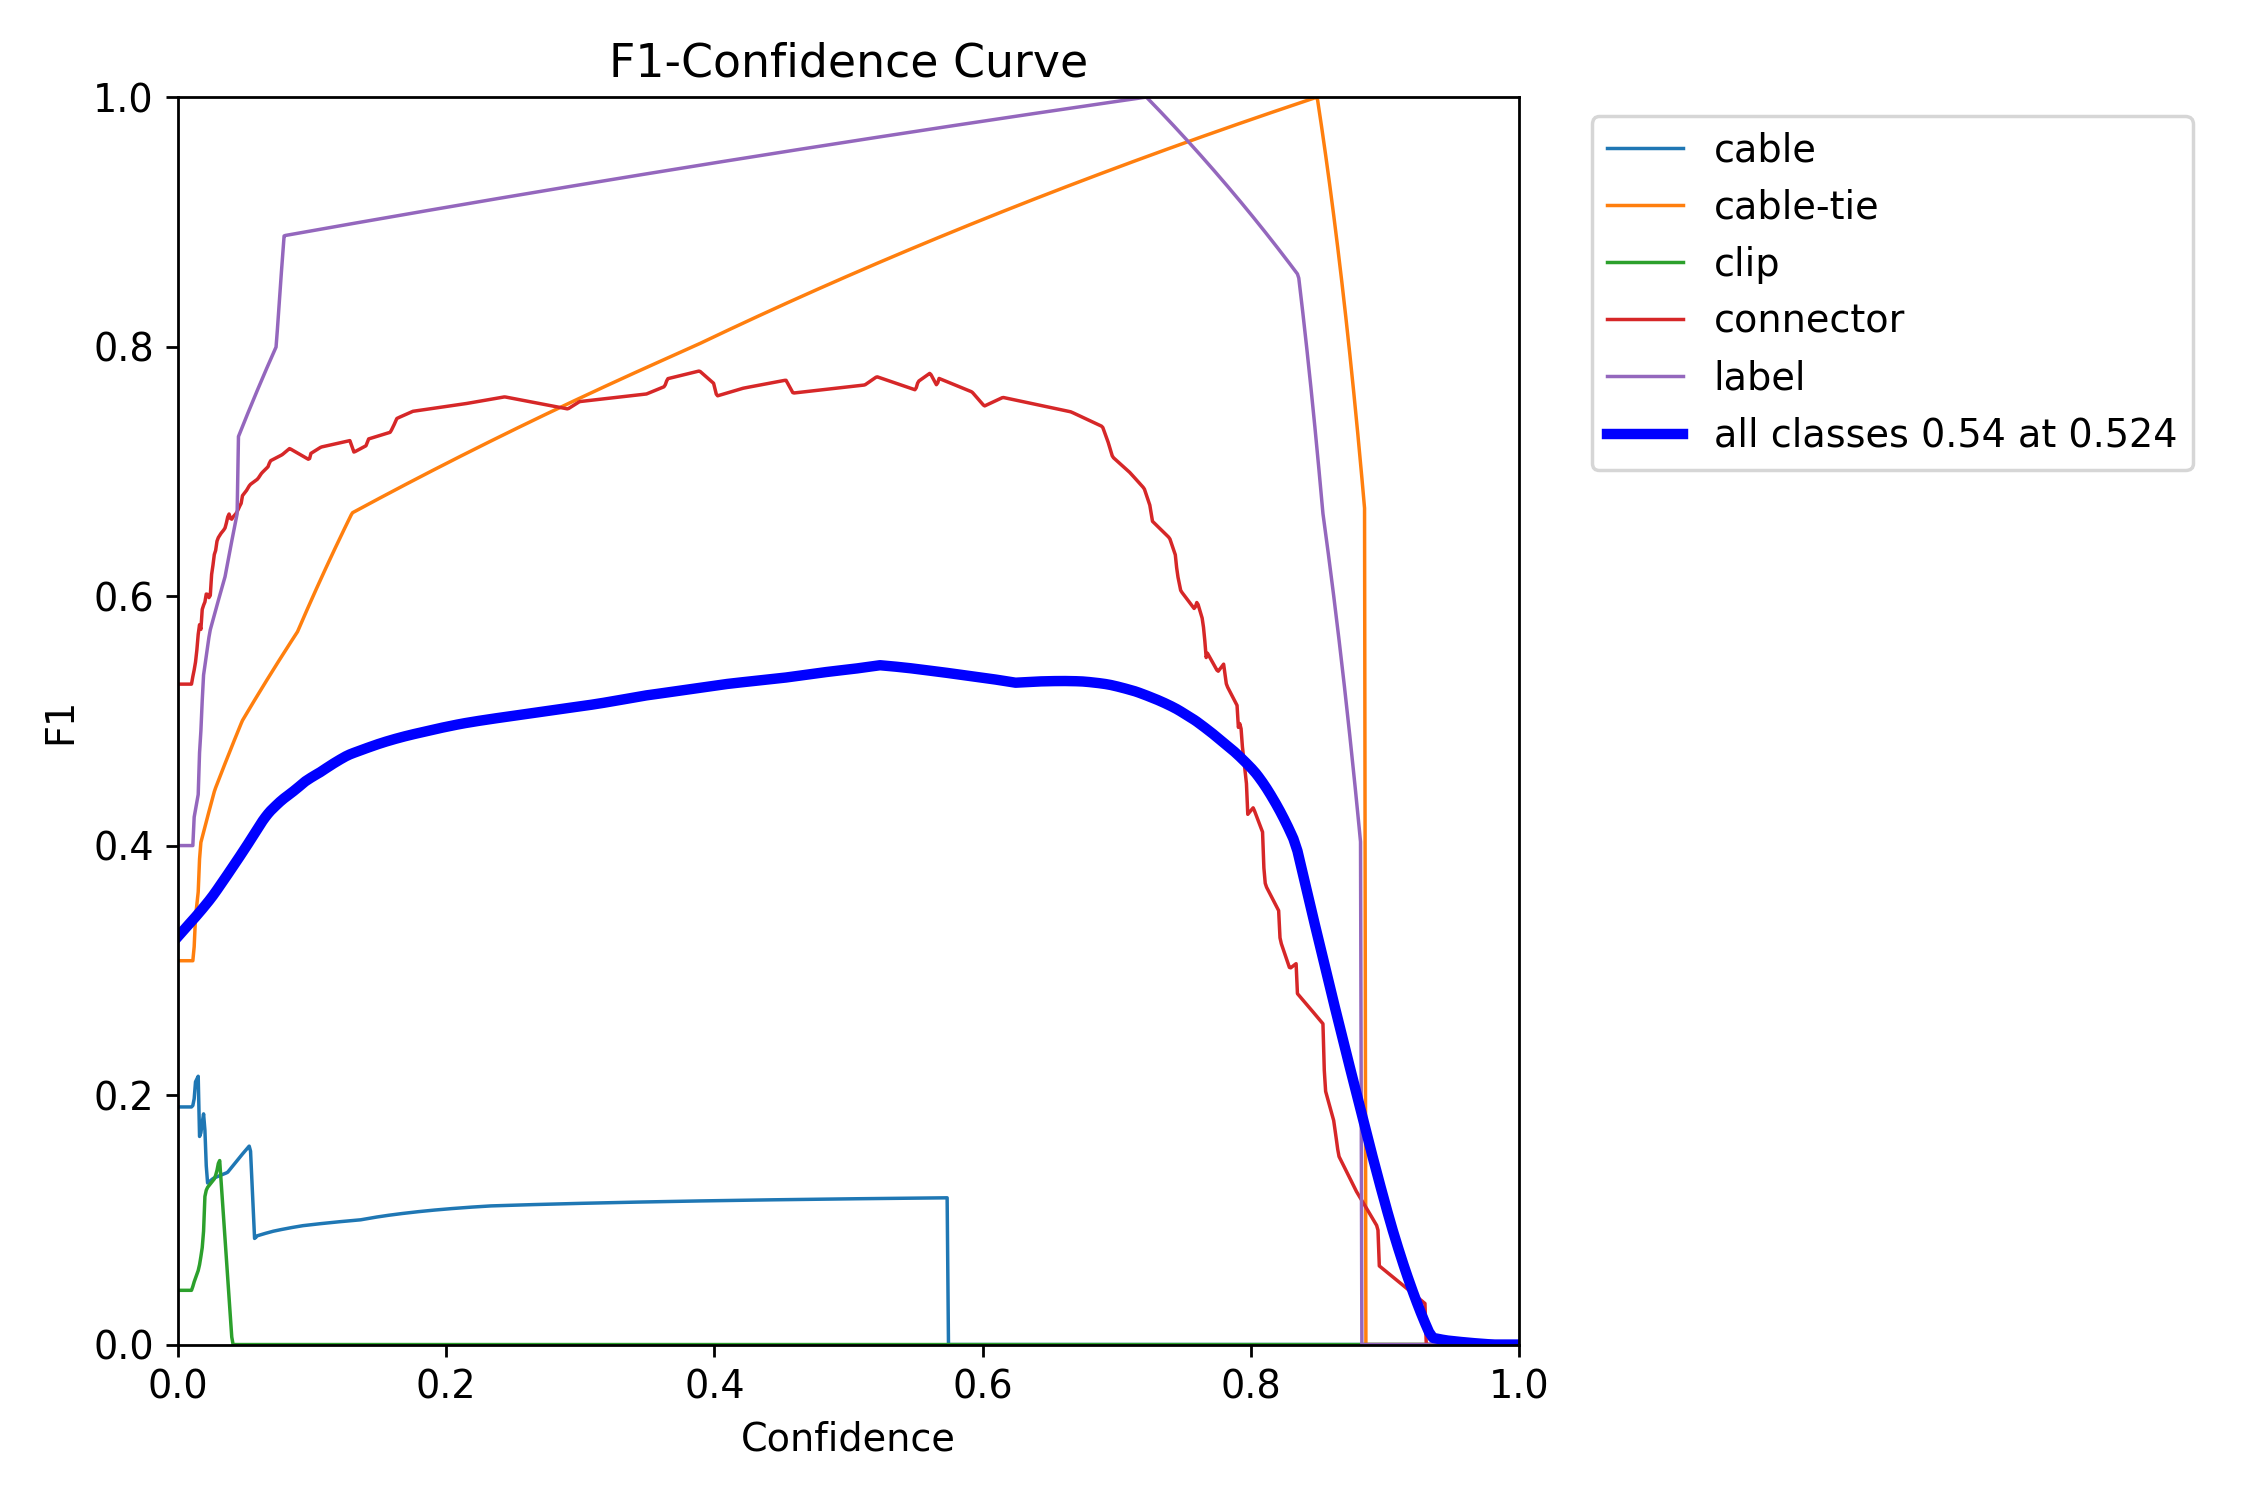 F1-Confidence Curve
1.0
0.8
0.6
0.4
0.2
0.0
F1
0.0 0.2 0.4 0.6 0.8 1.0
Confidence
cable
cable-tie
clip
connector
label
all classes 0.54 at 0.524